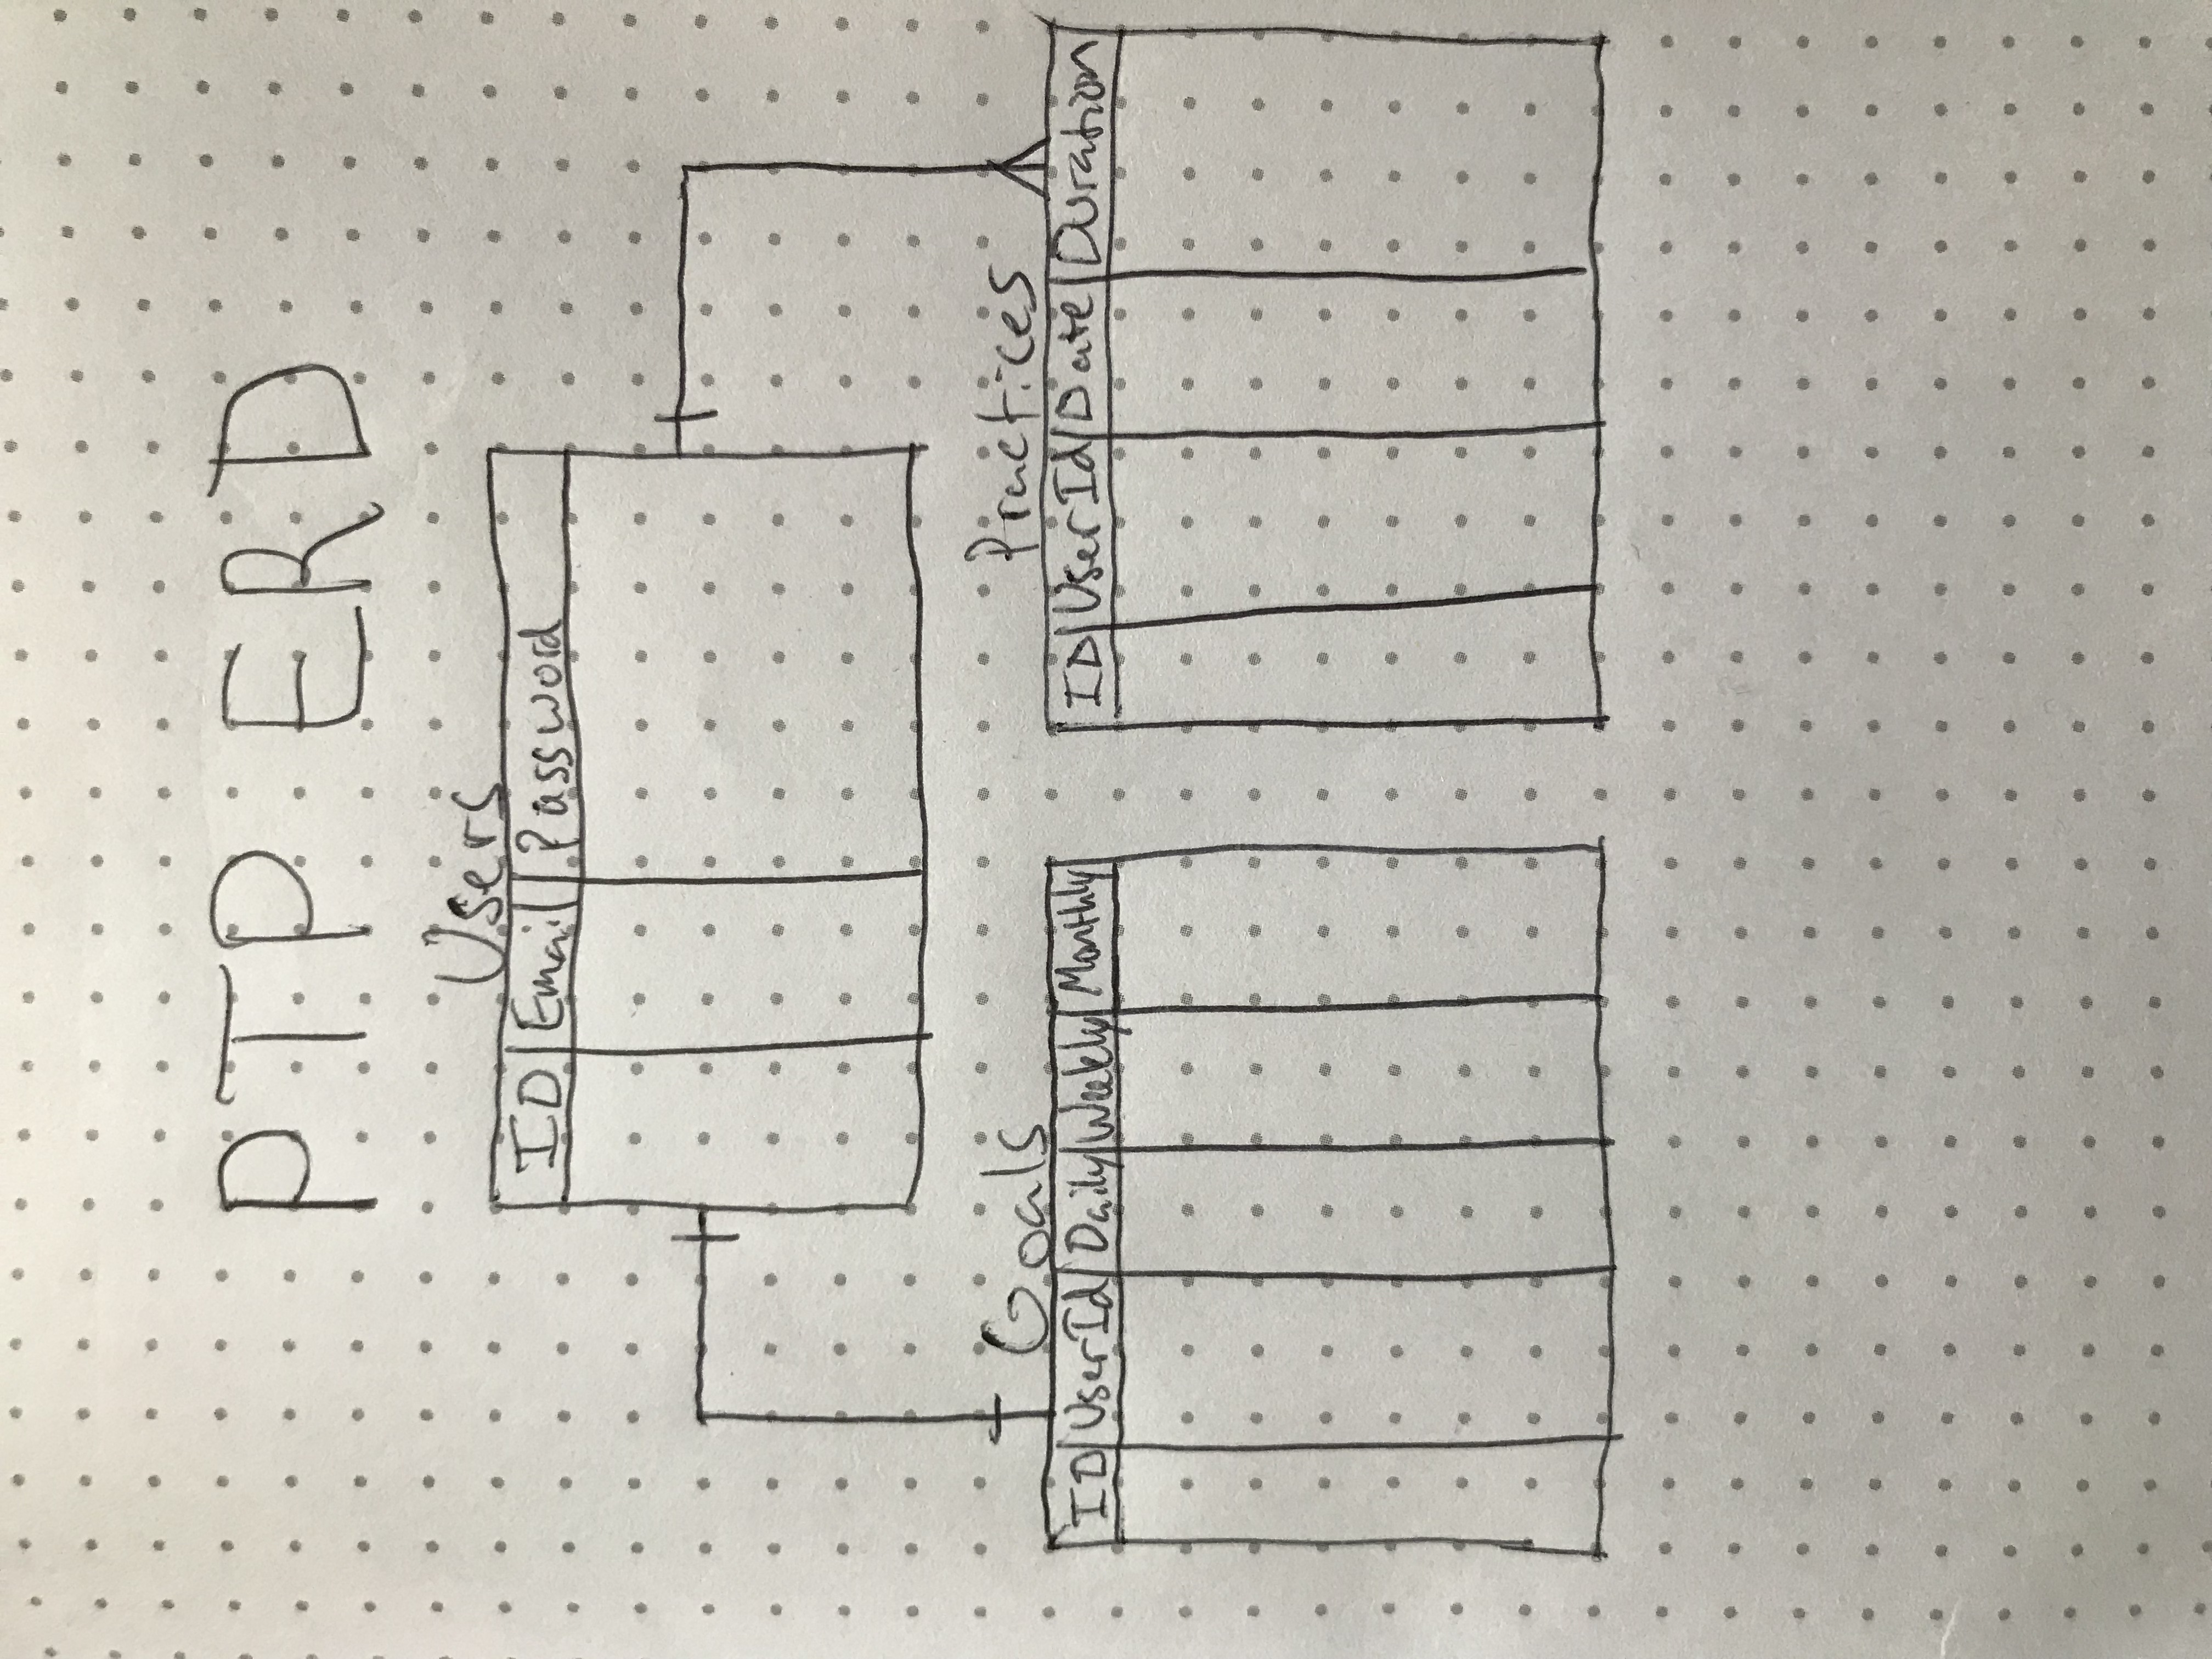 PTP ERD
Users
ID Email Password
Goals
ID UserId Daily Weekly Monthly
Practices
ID UserId Date Duration